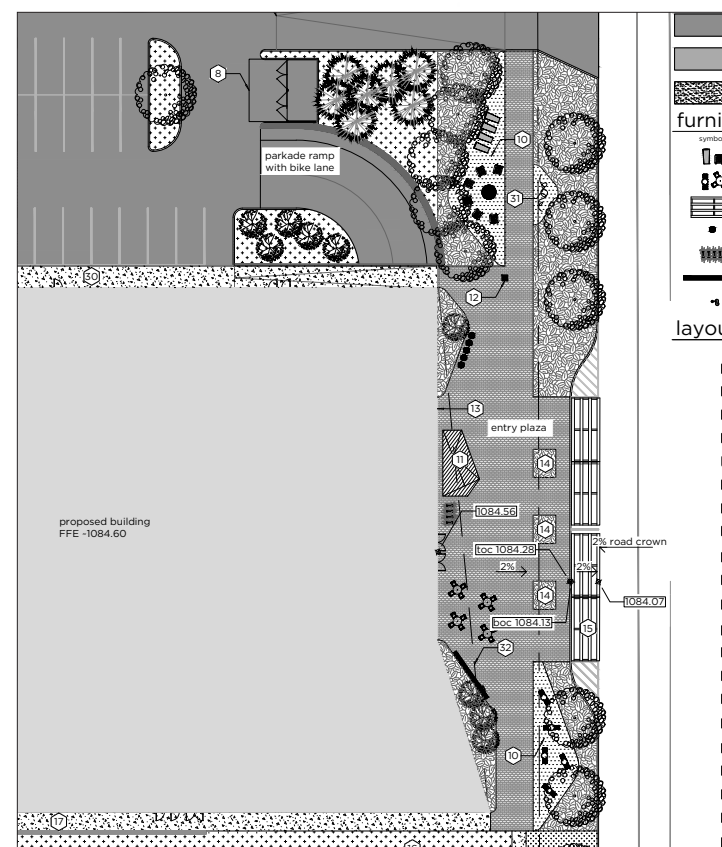 8
parkade ramp
with bike lane
10
31
30
12
13
entry plaza
11
14
1084.56
14
proposed building
FFE -1084.60
toc 1084.28
2% road crown
2%
2%
14
1084.07
boc 1084.13
15
32
10
17
furni
symbo
layou